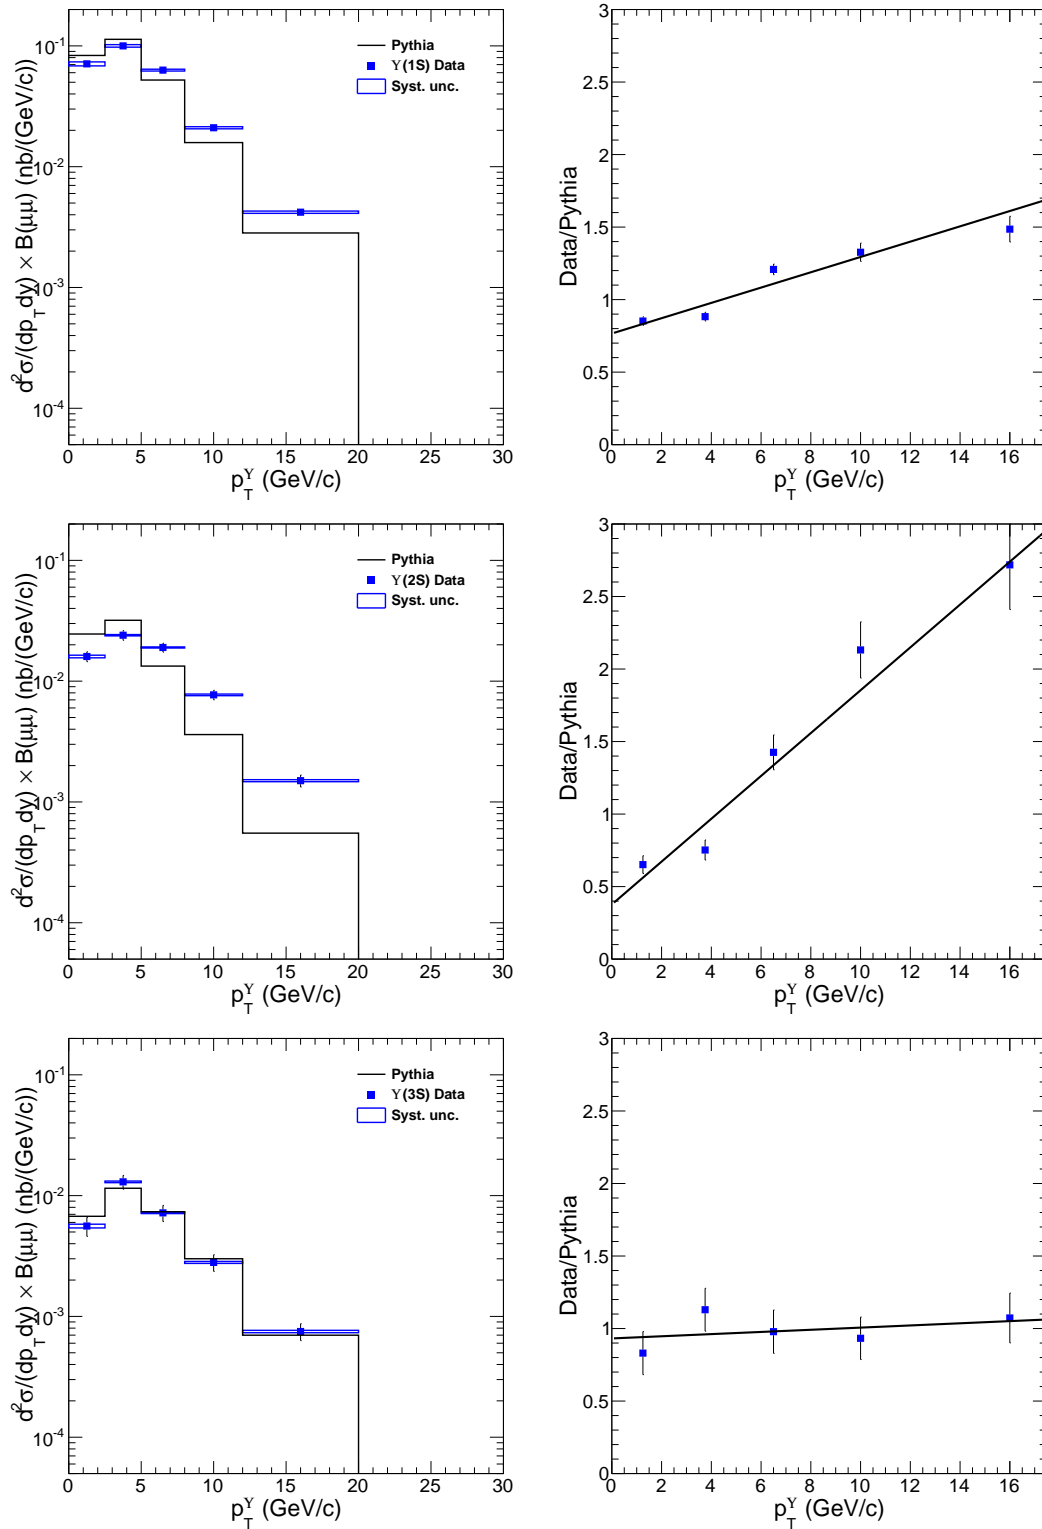 d²σ/(dp_T dy) × B(μμ) (nb/(GeV/c))
10⁻¹
10⁻²
10⁻³
10⁻⁴
Pythia
ϒ(1S) Data
Syst. unc.
0 5 10 15 20 25 30
p_T^ϒ (GeV/c)
Data/Pythia
3
2.5
2
1.5
1
0.5
0
0 2 4 6 8 10 12 14 16
p_T^ϒ (GeV/c)
d²σ/(dp_T dy) × B(μμ) (nb/(GeV/c))
10⁻¹
10⁻²
10⁻³
10⁻⁴
Pythia
ϒ(2S) Data
Syst. unc.
0 5 10 15 20 25 30
p_T^ϒ (GeV/c)
Data/Pythia
3
2.5
2
1.5
1
0.5
0
0 2 4 6 8 10 12 14 16
p_T^ϒ (GeV/c)
d²σ/(dp_T dy) × B(μμ) (nb/(GeV/c))
10⁻¹
10⁻²
10⁻³
10⁻⁴
Pythia
ϒ(3S) Data
Syst. unc.
0 5 10 15 20 25 30
p_T^ϒ (GeV/c)
Data/Pythia
3
2.5
2
1.5
1
0.5
0
0 2 4 6 8 10 12 14 16
p_T^ϒ (GeV/c)